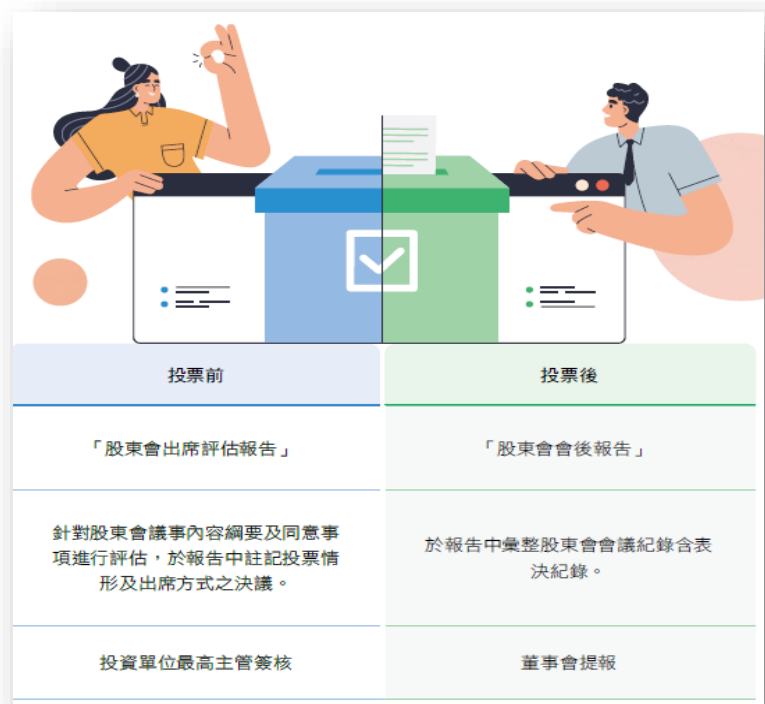 投票前
投票後
「股東會出席評估報告」
「股東會會後報告」
針對股東會議事內容綱要及同意事
項進行評估，於報告中註記投票情
形及出席方式之決議。
於報告中彙整股東會會議紀錄含表
決紀錄。
投資單位最高主管簽核
董事會提報